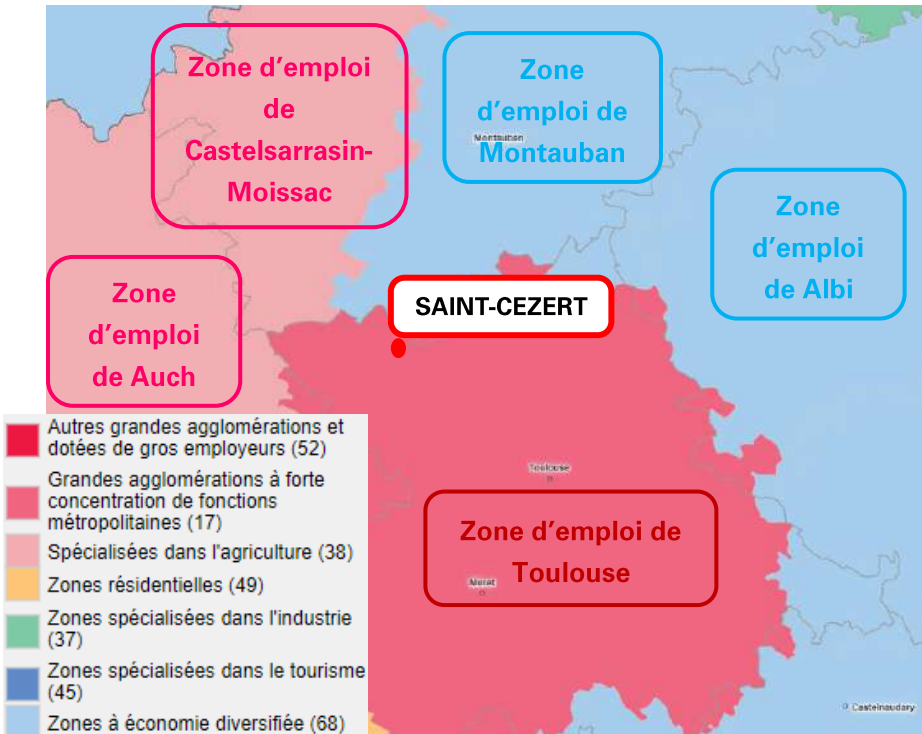 Zone d’emploi
de
Castelsarrasin-
Moissac
Zone
d’emploi de
Montauban
Montauban
Zone
d’emploi
de Albi
Zone
d’emploi
de Auch
SAINT-CEZERT
Toulouse
Zone d’emploi de
Toulouse
Muret
Castelnaudary
Autres grandes agglomérations et
dotées de gros employeurs (52)
Grandes agglomérations à forte
concentration de fonctions
métropolitaines (17)
Spécialisées dans l'agriculture (38)
Zones résidentielles (49)
Zones spécialisées dans l'industrie
(37)
Zones spécialisées dans le tourisme
(45)
Zones à économie diversifiée (68)